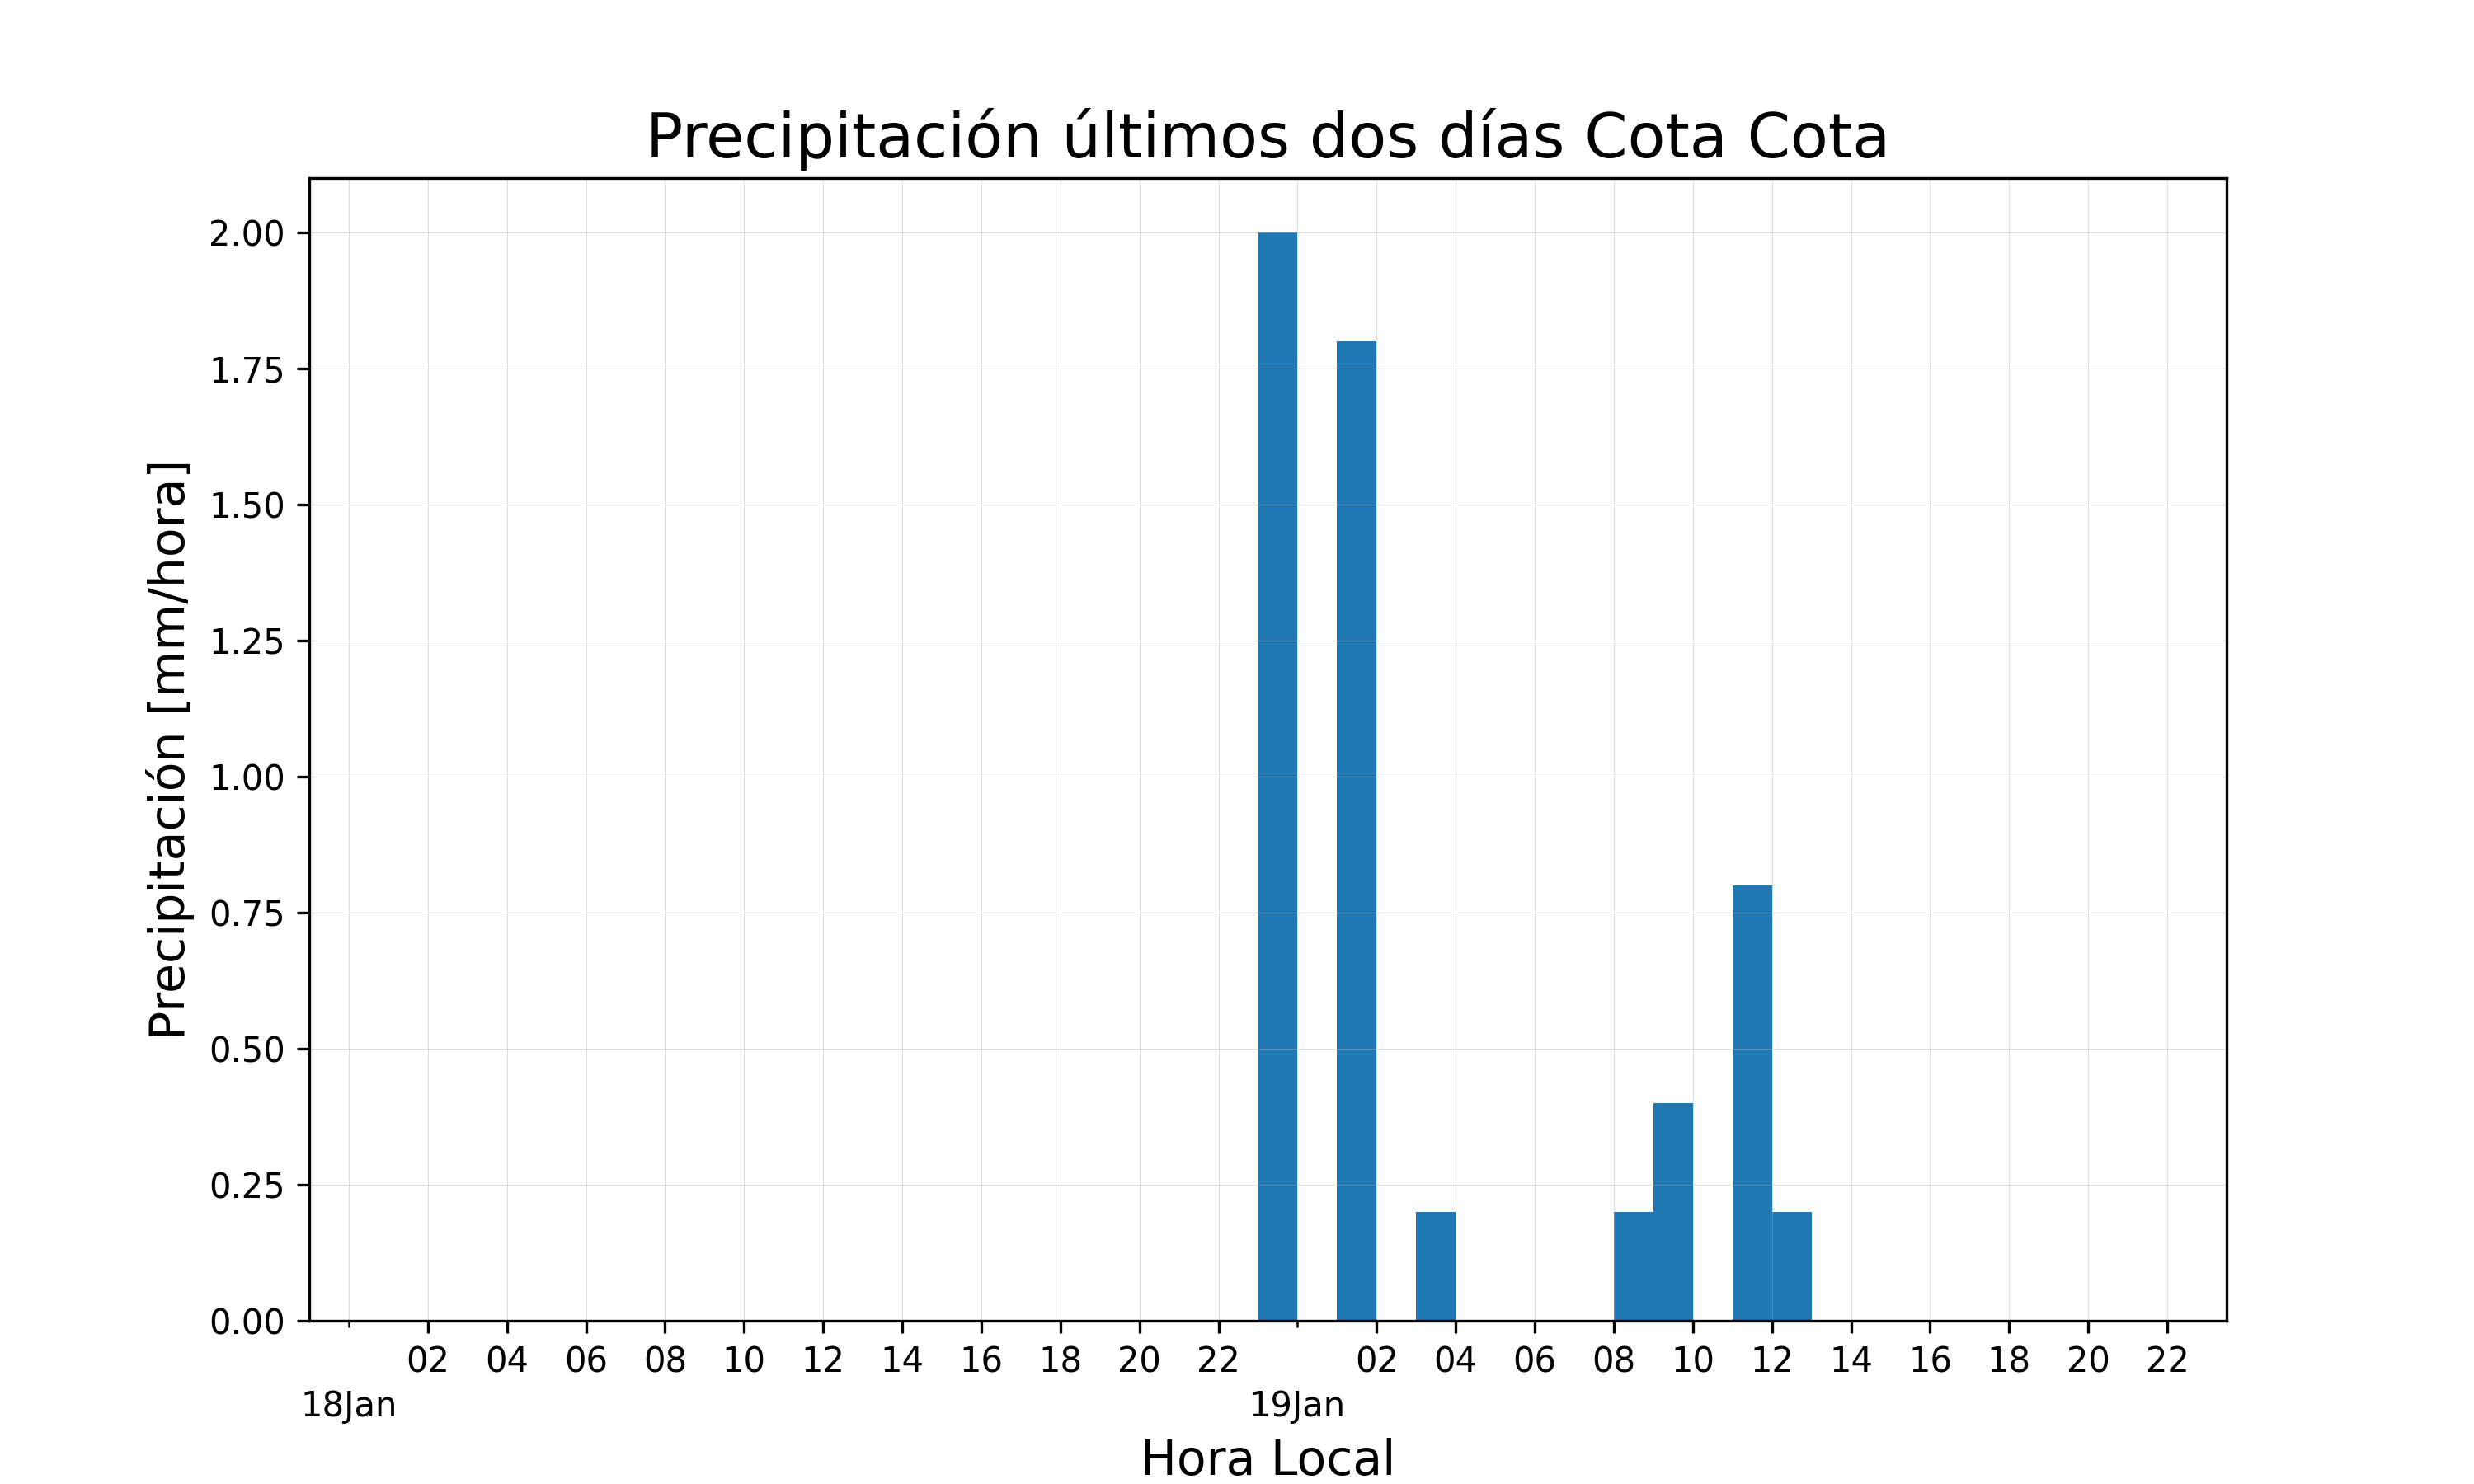 Precipitación últimos dos días Cota Cota
Precipitación [mm/hora]
2.00
1.75
1.50
1.25
1.00
0.75
0.50
0.25
0.00
02 04 06 08 10 12 14 16 18 20 22 02 04 06 08 10 12 14 16 18 20 22
18Jan 19Jan
Hora Local